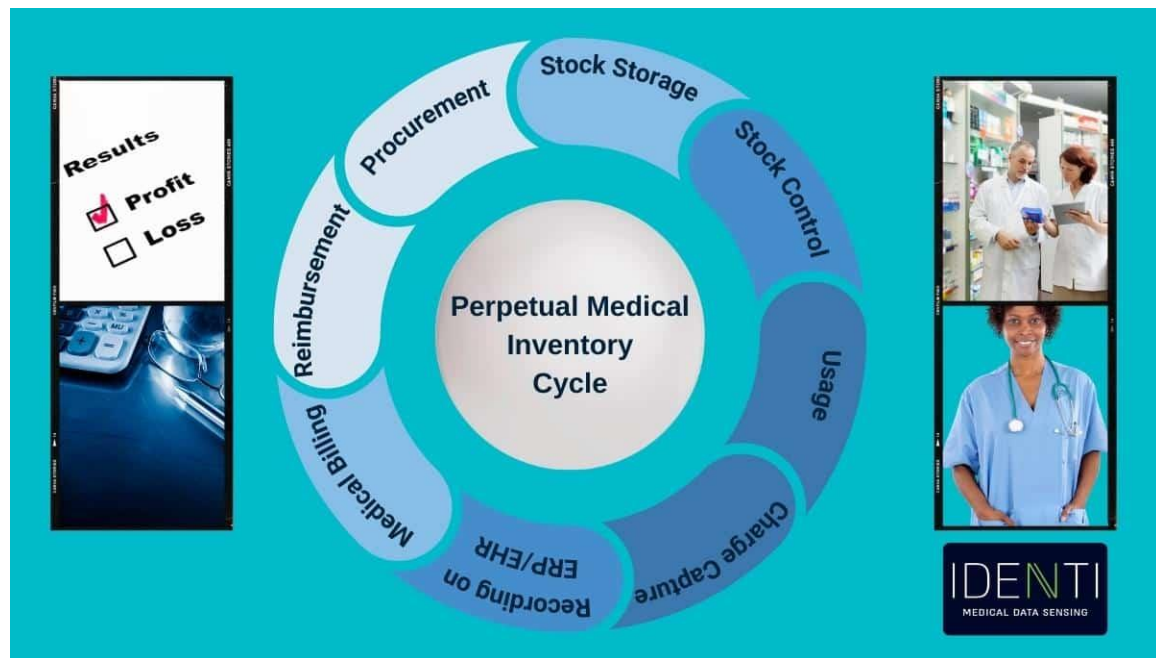 Results
Profit
Loss
MU
Procurement
Stock Storage
Stock Control
Usage
Charge Capture
Recording on
ERP/EHR
Medical Billing
Reimbursement
Perpetual Medical
Inventory
Cycle
IDENTI
MEDICAL DATA SENSING